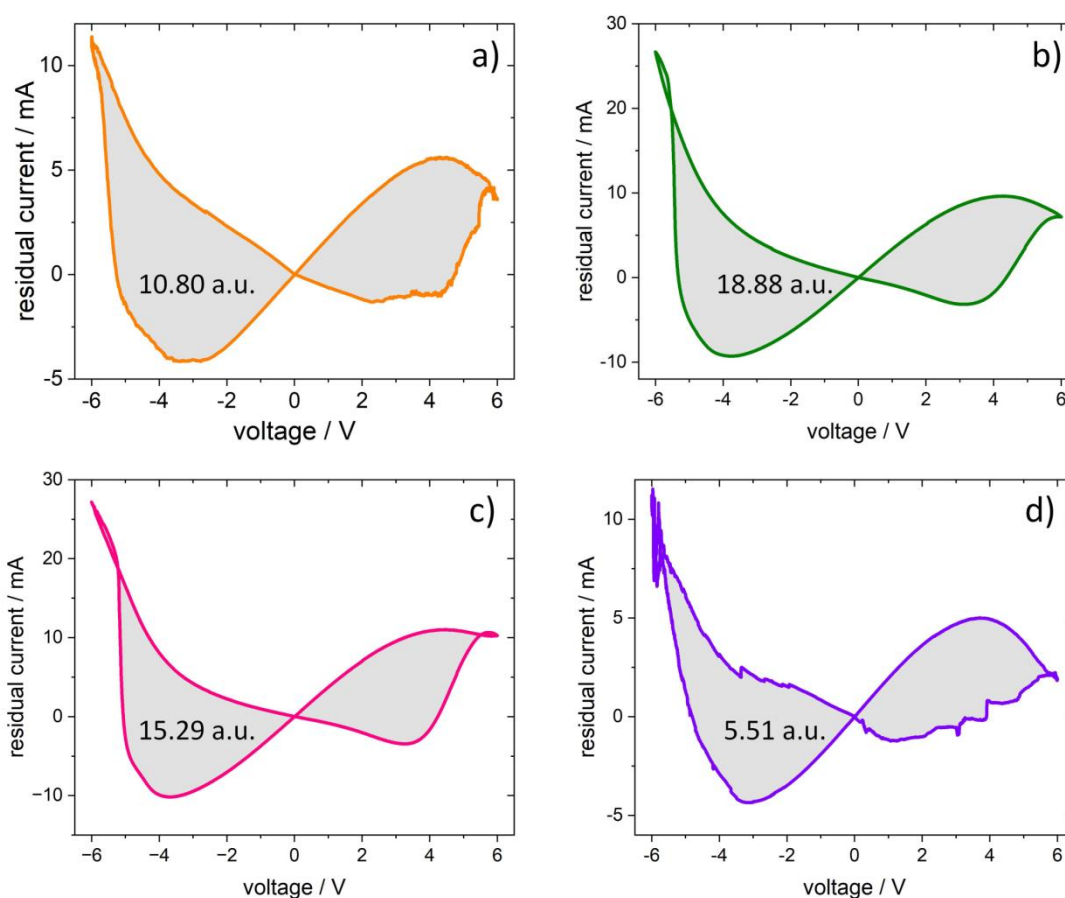 a)
residual current / mA
10
5
0
-5
10.80 a.u.
-6 -4 -2 0 2 4 6
voltage / V
b)
residual current / mA
30
20
10
0
-10
18.88 a.u.
-6 -4 -2 0 2 4 6
voltage / V
c)
residual current / mA
30
20
10
0
−10
15.29 a.u.
−6 −4 −2 0 2 4 6
voltage / V
d)
residual current / mA
10
5
0
-5
5.51 a.u.
-6 -4 -2 0 2 4 6
voltage / V